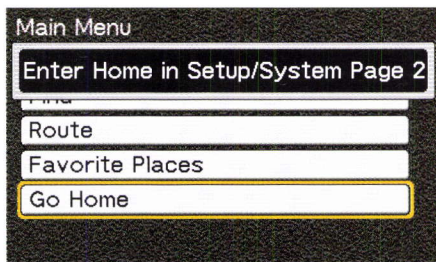 Main Menu
Enter Home in Setup/System Page 2
Route
Favorite Places
Go Home